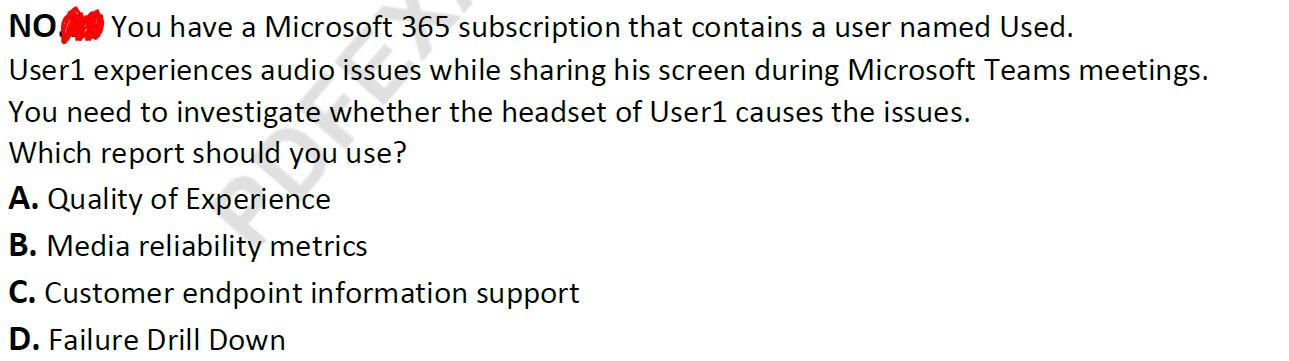 NO. You have a Microsoft 365 subscription that contains a user named Used.
User1 experiences audio issues while sharing his screen during Microsoft Teams meetings.
You need to investigate whether the headset of User1 causes the issues.
Which report should you use?
A. Quality of Experience
B. Media reliability metrics
C. Customer endpoint information support
D. Failure Drill Down